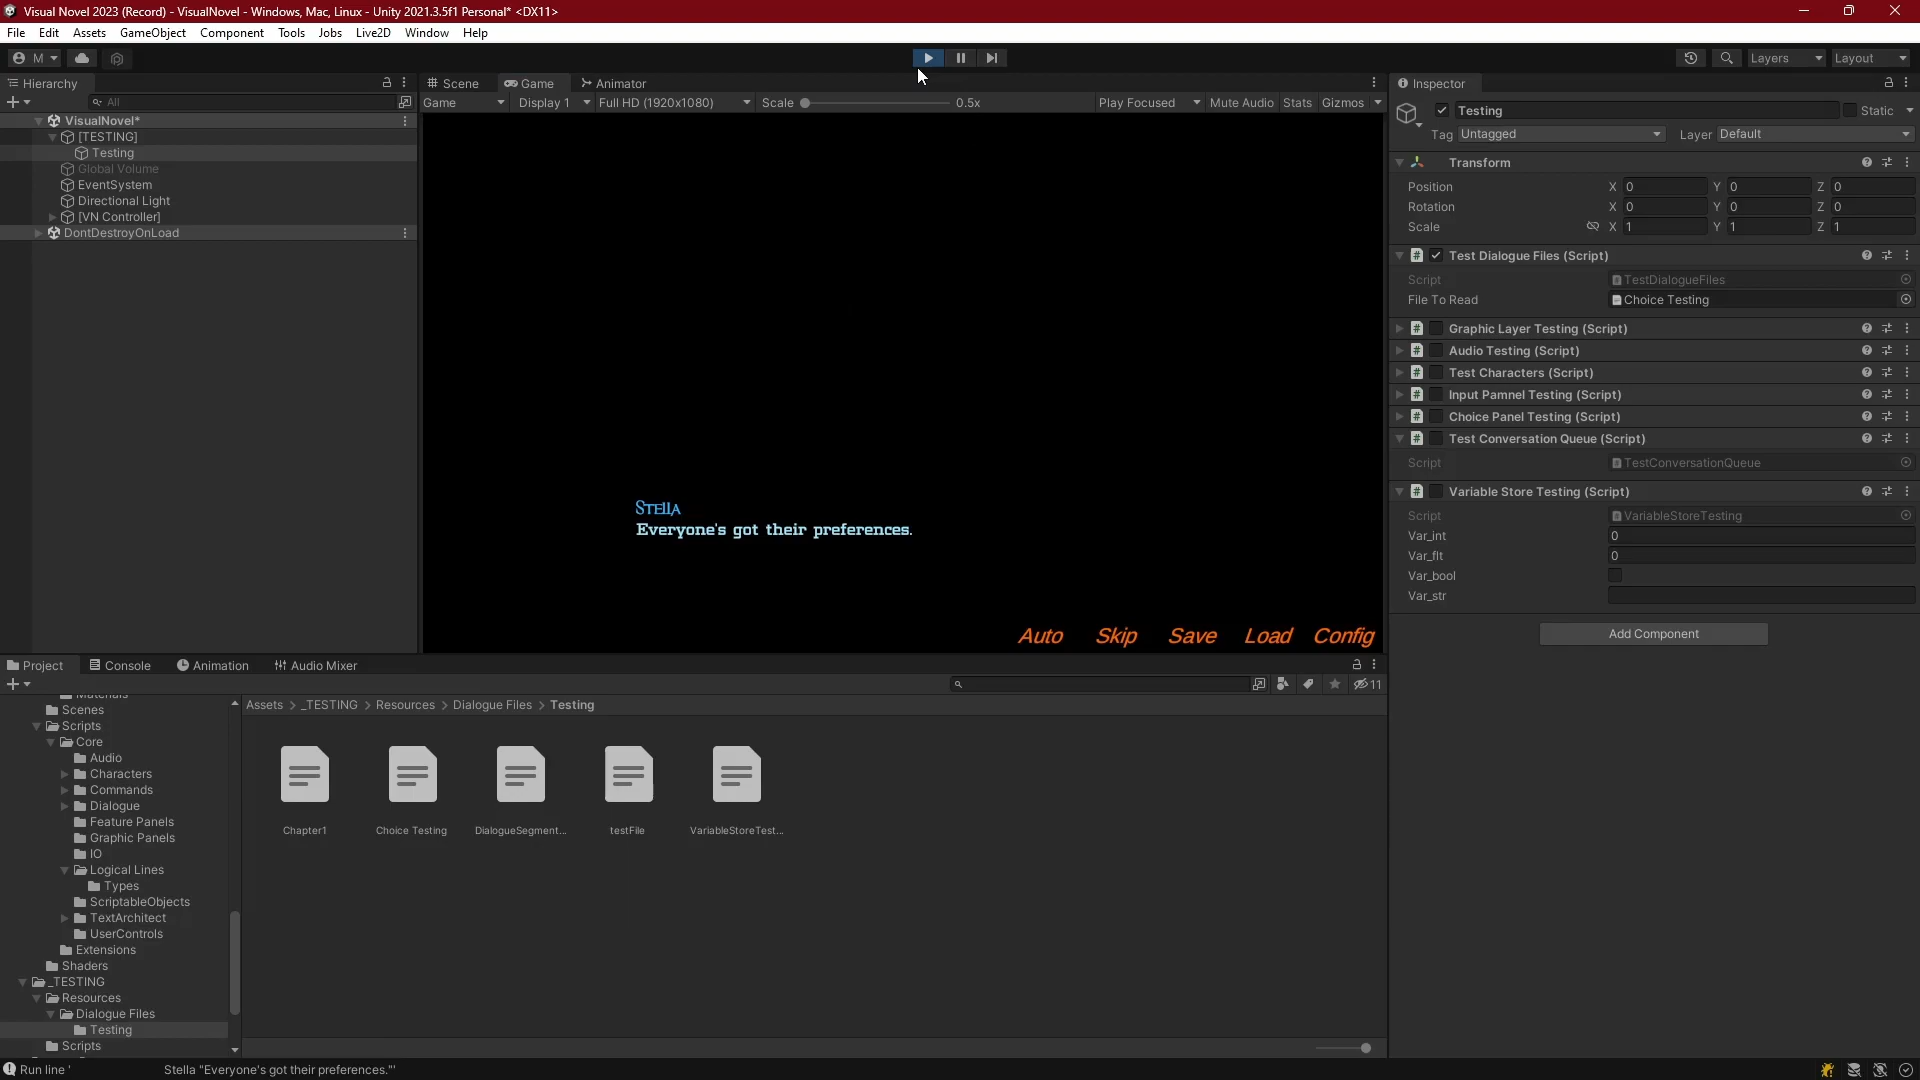 Visual Novel 2023 (Record) - VisualNovel - Windows, Mac, Linux - Unity 2021.3.5f1 Personal* <DX11>
File Edit Assets GameObject Component Tools Jobs Live2D Window Help
M Layers Layout
Hierarchy Scene Game Animator Inspector
All Game Display 1 Full HD (1920x1080) Scale 0.5x Play Focused Mute Audio Stats Gizmos
Testing Static
Tag Untagged Layer Default
VisualNovel*
[TESTING]
Testing
Global Volume
EventSystem
Directional Light
[VN Controller]
DontDestroyOnLoad
Stella
Everyone's got their preferences.
Auto Skip Save Load Config
Transform
Position X 0 Y 0 Z 0
Rotation X 0 Y 0 Z 0
Scale X 1 Y 1 Z 1
# Test Dialogue Files (Script)
Script TestDialogueFiles
File To Read Choice Testing
# Graphic Layer Testing (Script)
# Audio Testing (Script)
# Test Characters (Script)
# Input Pamnel Testing (Script)
# Choice Panel Testing (Script)
# Test Conversation Queue (Script)
Script TestConversationQueue
# Variable Store Testing (Script)
Script VariableStoreTesting
Var_int 0
Var_flt 0
Var_bool
Var_str
Add Component
Project Console Animation Audio Mixer
11
Materials
Scenes
Scripts
Core
Audio
Characters
Commands
Dialogue
Feature Panels
Graphic Panels
IO
Logical Lines
Types
ScriptableObjects
TextArchitect
UserControls
Extensions
Shaders
_TESTING
Resources
Dialogue Files
Testing
Scripts
Assets > _TESTING > Resources > Dialogue Files > Testing
Chapter1 Choice Testing DialogueSegment... testFile VariableStoreTest...
Run line ' Stella "Everyone's got their preferences."'